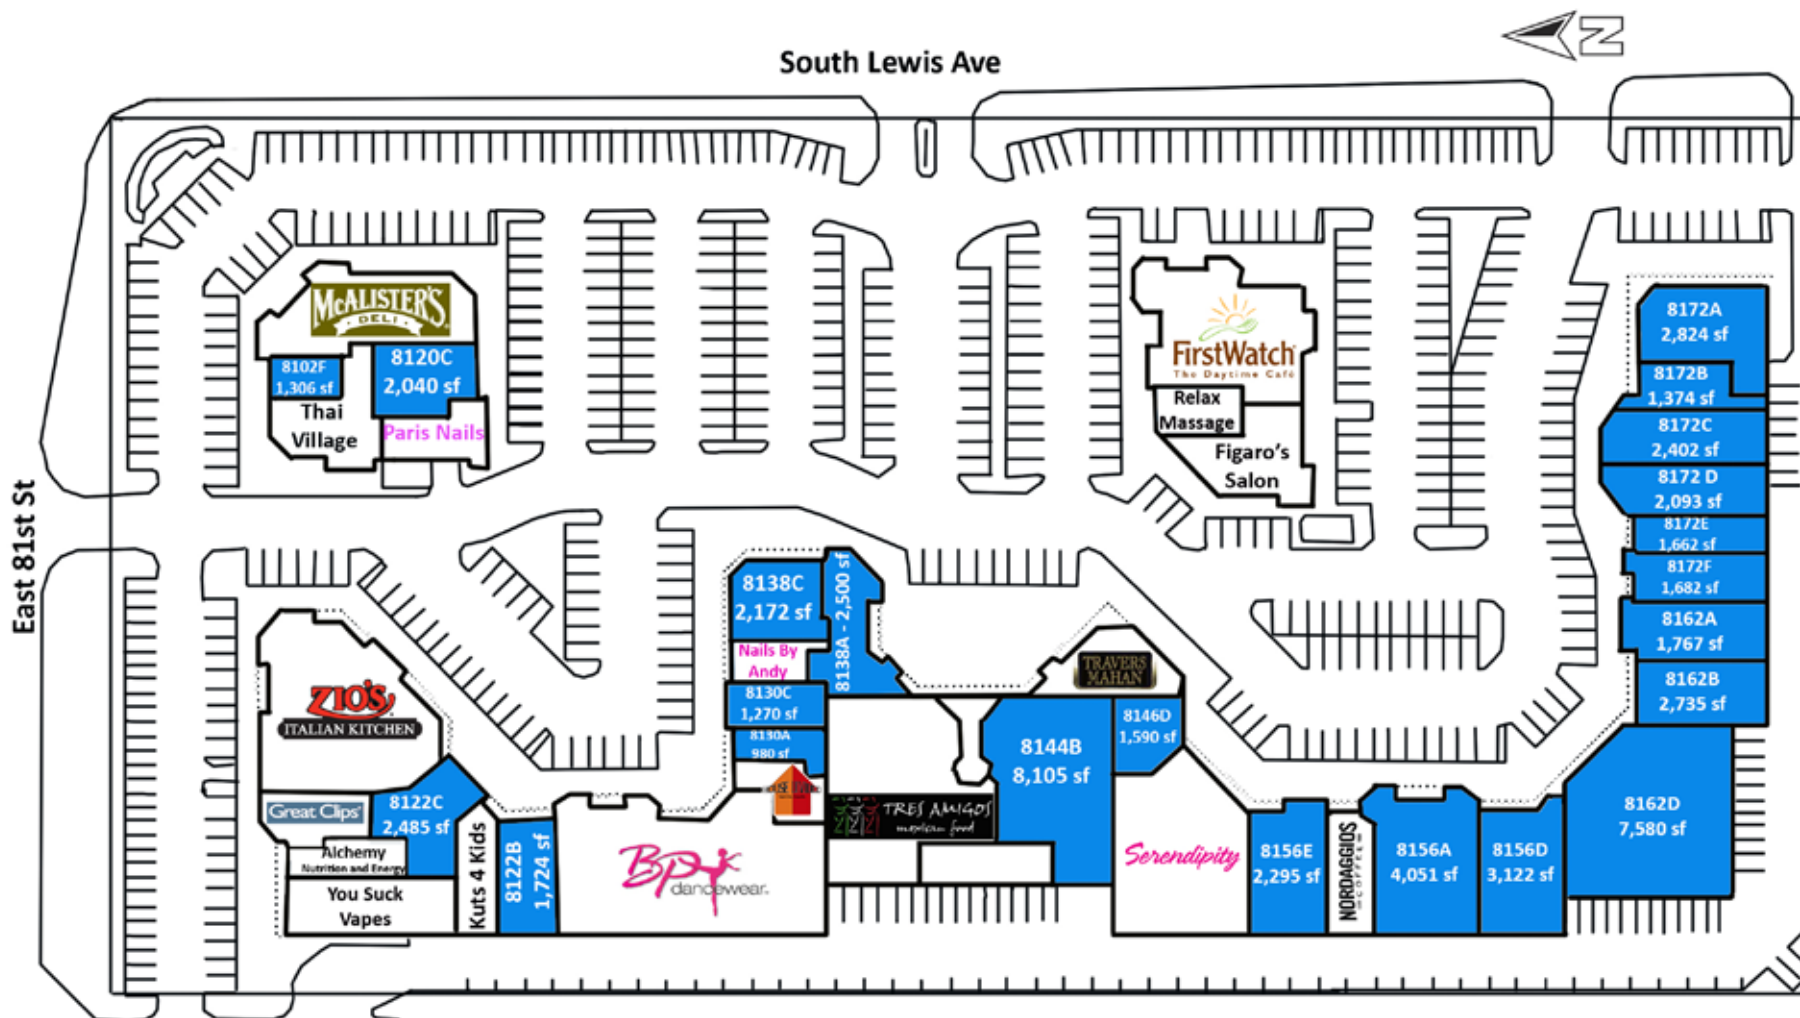 South Lewis Ave
N
East 81st St
McALISTER'S
DELI
8102F
1,306 sf
8120C
2,040 sf
Thai
Village
Paris Nails
FirstWatch
The Daytime Café
Relax
Massage
Figaro's
Salon
8172A
2,824 sf
8172B
1,374 sf
8172C
2,402 sf
8172 D
2,093 sf
8172E
1,662 sf
8172F
1,682 sf
8162A
1,767 sf
8162B
2,735 sf
8162D
7,580 sf
8138C
2,172 sf
8138A - 2,500 sf
Nails By
Andy
8130C
1,270 sf
8130A
980 sf
TRAVERS
MAHAN
8146D
1,590 sf
8144B
8,105 sf
TRES AMIGOS
mexican food
ZIO'S
ITALIAN KITCHEN
Great Clips
8122C
2,485 sf
Alchemy
Nutrition and Energy
You Suck
Vapes
Kuts 4 Kids
8122B
1,724 sf
BP
dancewear.
Serendipity
8156E
2,295 sf
NORDAGGIOS
COFFEE
8156A
4,051 sf
8156D
3,122 sf